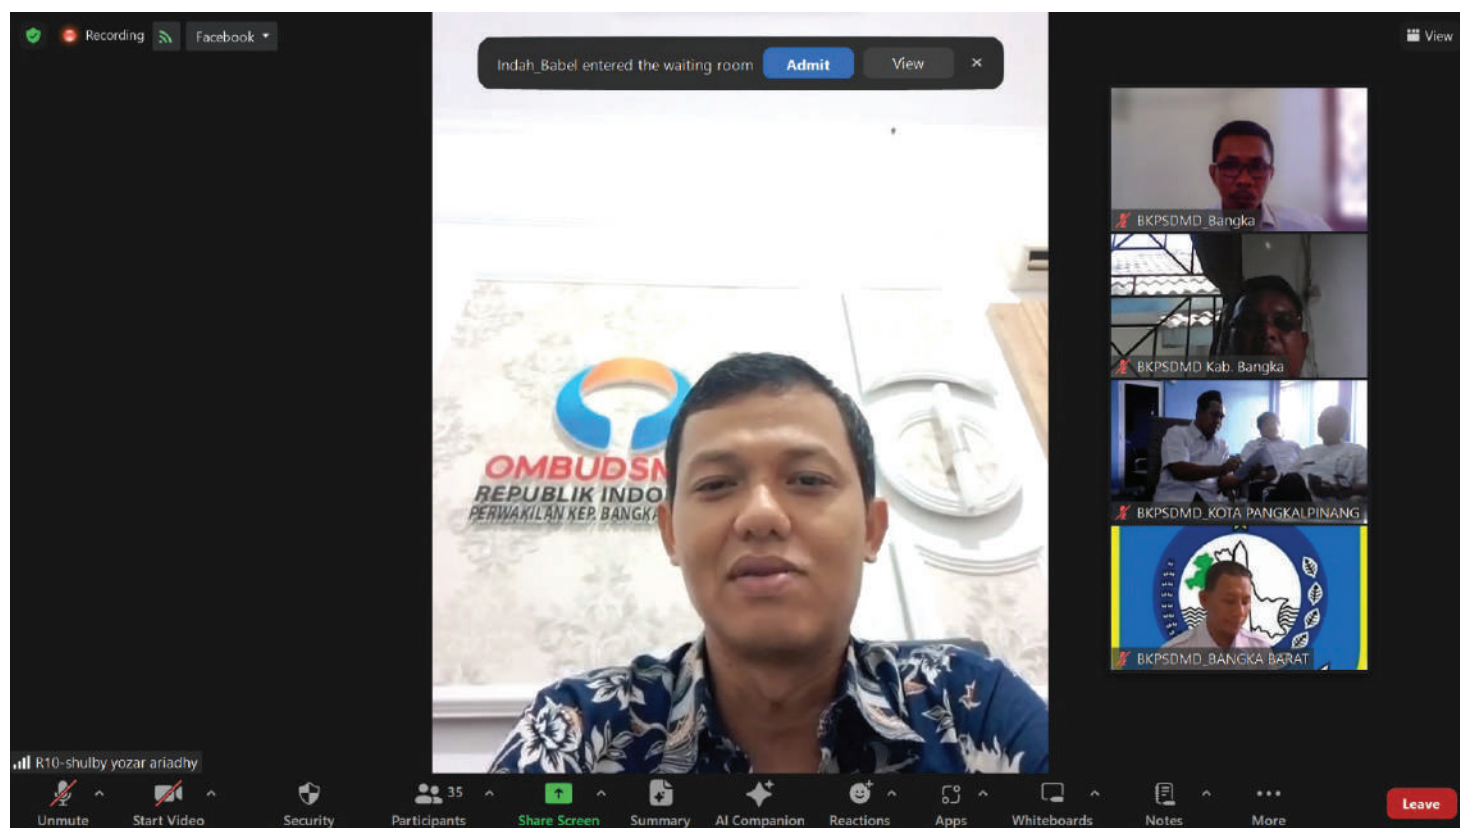 Recording
Facebook
View
Indah_Babel entered the waiting room
Admit
View
BKPSDMD_Bangka
BKPSDMD Kab. Bangka
BKPSDMD_KOTA PANGKALPINANG
BKPSDMD_BANGKA BARAT
OMBUDSM
REPUBLIK INDO
PERWAKILAN KEP. BANGKA
R10-shulby yozar ariadhy
Unmute
Start Video
Security
35
Participants
Share Screen
Summary
AI Companion
Reactions
Apps
Whiteboards
Notes
More
Leave